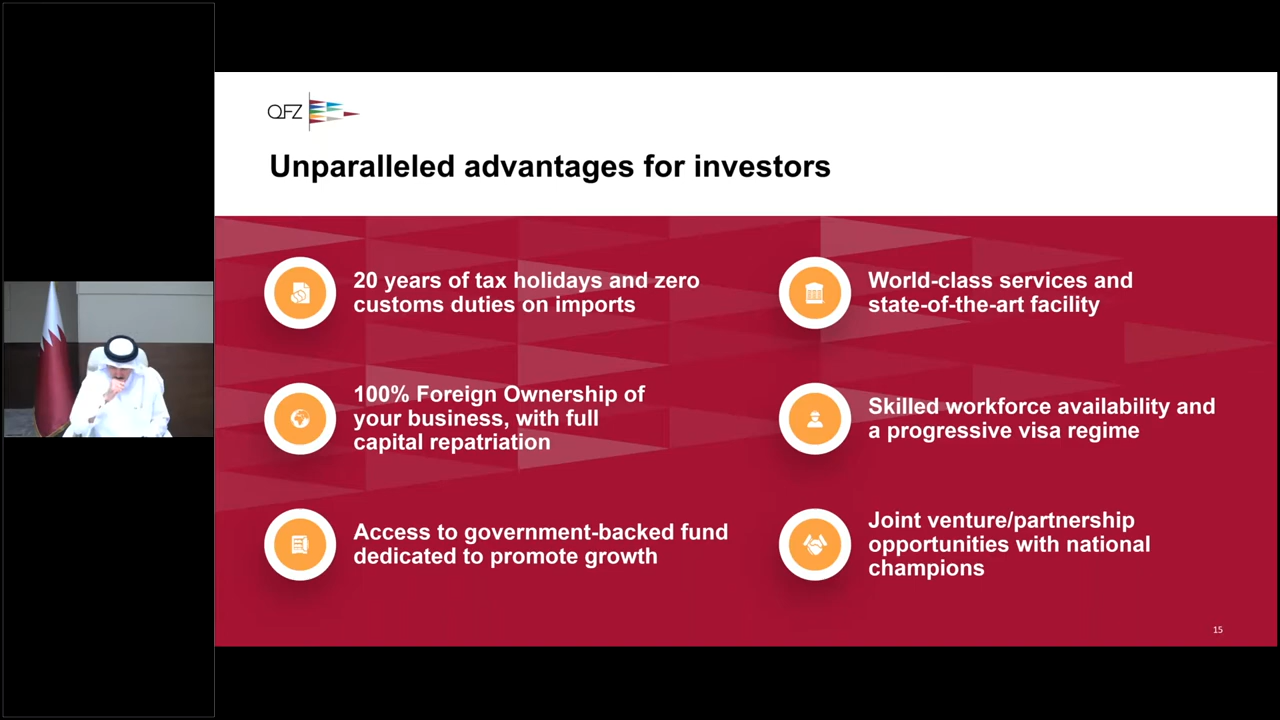 QFZ
Unparalleled advantages for investors
20 years of tax holidays and zero
customs duties on imports
100% Foreign Ownership of
your business, with full
capital repatriation
Access to government-backed fund
dedicated to promote growth
World-class services and
state-of-the-art facility
Skilled workforce availability and
a progressive visa regime
Joint venture/partnership
opportunities with national
champions
15